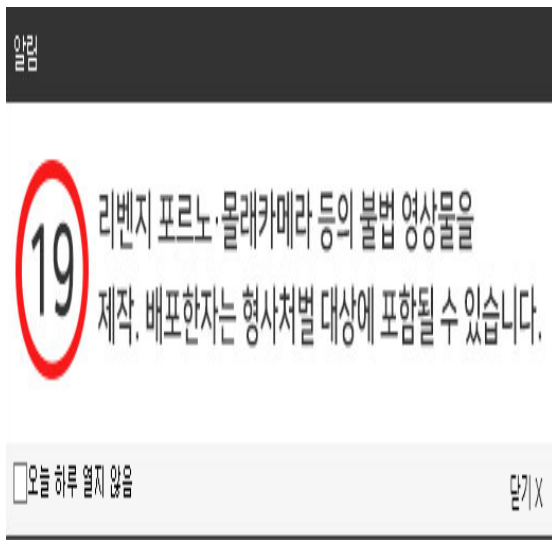 알림
19
리벤지 포르노·몰래카메라 등의 불법 영상물을
제작. 배포한자는 형사처벌 대상에 포함될 수 있습니다.
오늘 하루 열지 않음
닫기 X